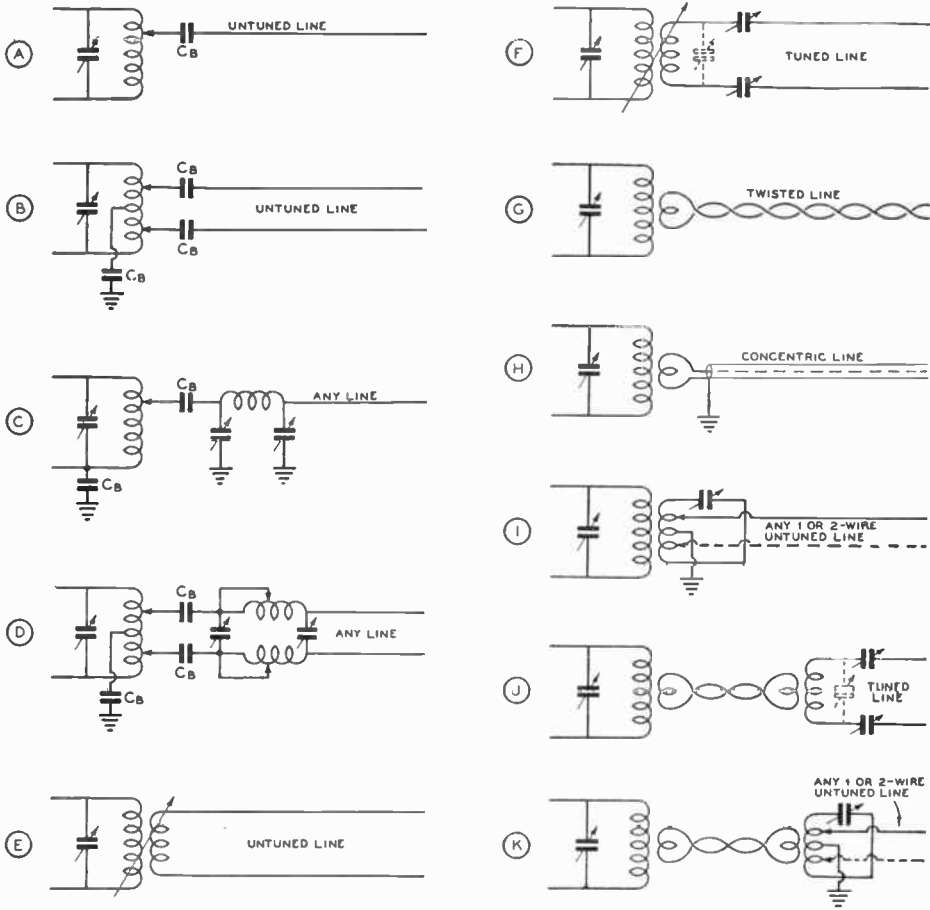 A
UNTUNED LINE
CB
B
CB
UNTUNED LINE
CB
CB
C
CB
ANY LINE
CB
D
CB
ANY LINE
CB
CB
E
UNTUNED LINE
F
TUNED LINE
G
TWISTED LINE
H
CONCENTRIC LINE
I
ANY 1 OR 2-WIRE
UNTUNED LINE
J
TUNED
LINE
K
ANY 1 OR 2-WIRE
UNTUNED LINE